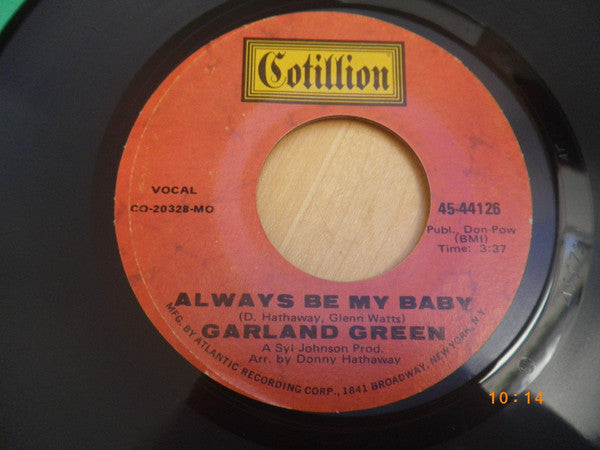 Cotillion
VOCAL
CO-20328-MO
45-44126
Publ., Don-Pow
(BMI)
Time: 3:37
ALWAYS BE MY BABY
(D. Hathaway, Glenn Watts)
GARLAND GREEN
A Syl Johnson Prod.
Arr. by Donny Hathaway
MFG. BY ATLANTIC RECORDING CORP., 1841 BROADWAY, NEW YORK, N.Y.
10:14